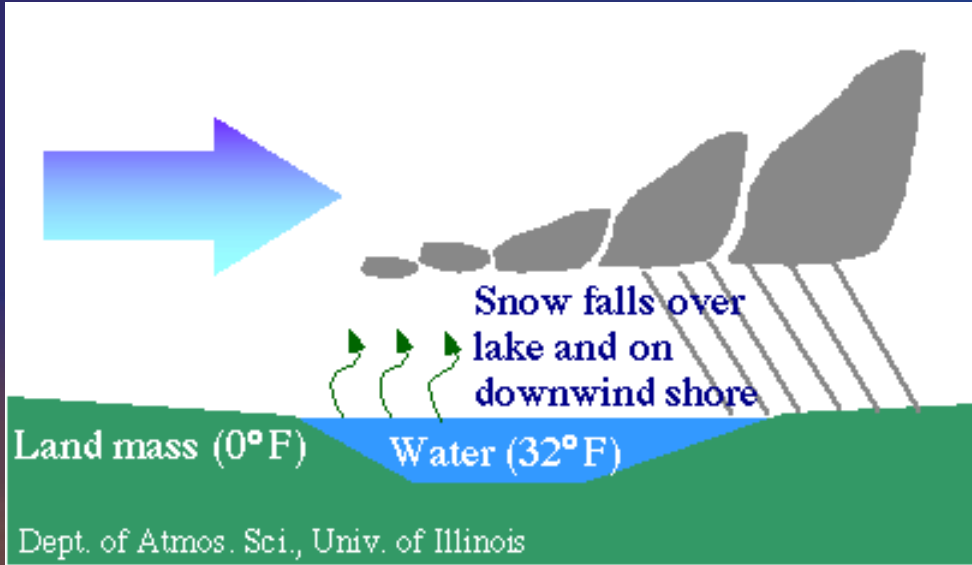 Snow falls over
lake and on
downwind shore
Land mass (0°F)
Water (32°F)
Dept. of Atmos. Sci., Univ. of Illinois